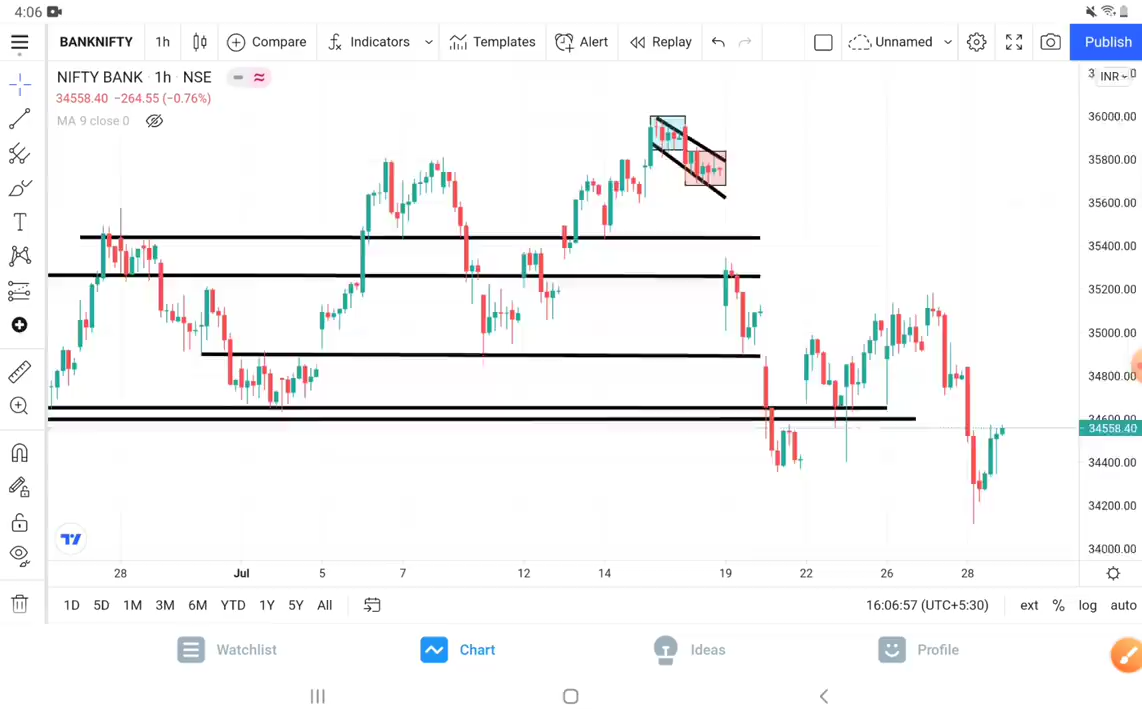 4:06
BANKNIFTY 1h Compare Indicators Templates Alert Replay Unnamed Publish
NIFTY BANK 1h NSE
34558.40 −264.55 (−0.76%)
MA 9 close 0
INR
36000.00
35800.00
35600.00
35400.00
35200.00
35000.00
34800.00
34600.00
34558.40
34400.00
34200.00
34000.00
28 Jul 5 7 12 14 19 22 26 28
1D 5D 1M 3M 6M YTD 1Y 5Y All 16:06:57 (UTC+5:30) ext % log auto
Watchlist Chart Ideas Profile